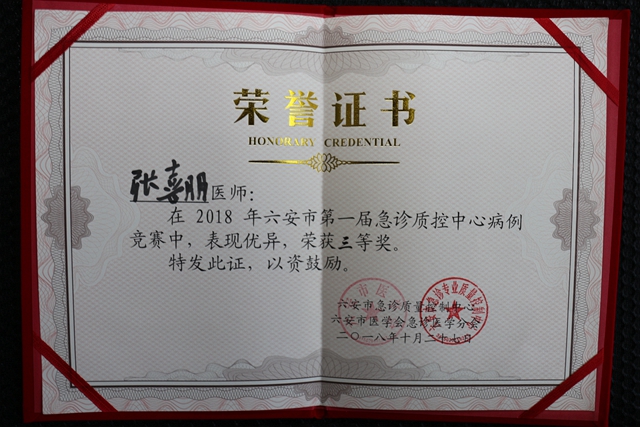 荣誉证书
HONORARY CREDENTIAL
张喜朋医师：
在 2018 年六安市第一届急诊质控中心病例
竞赛中，表现优异，荣获三等奖。
特发此证，以资鼓励。
六安市急诊质量控制中心
六安市医学会急诊医学分会
二〇一八年十月二十七日